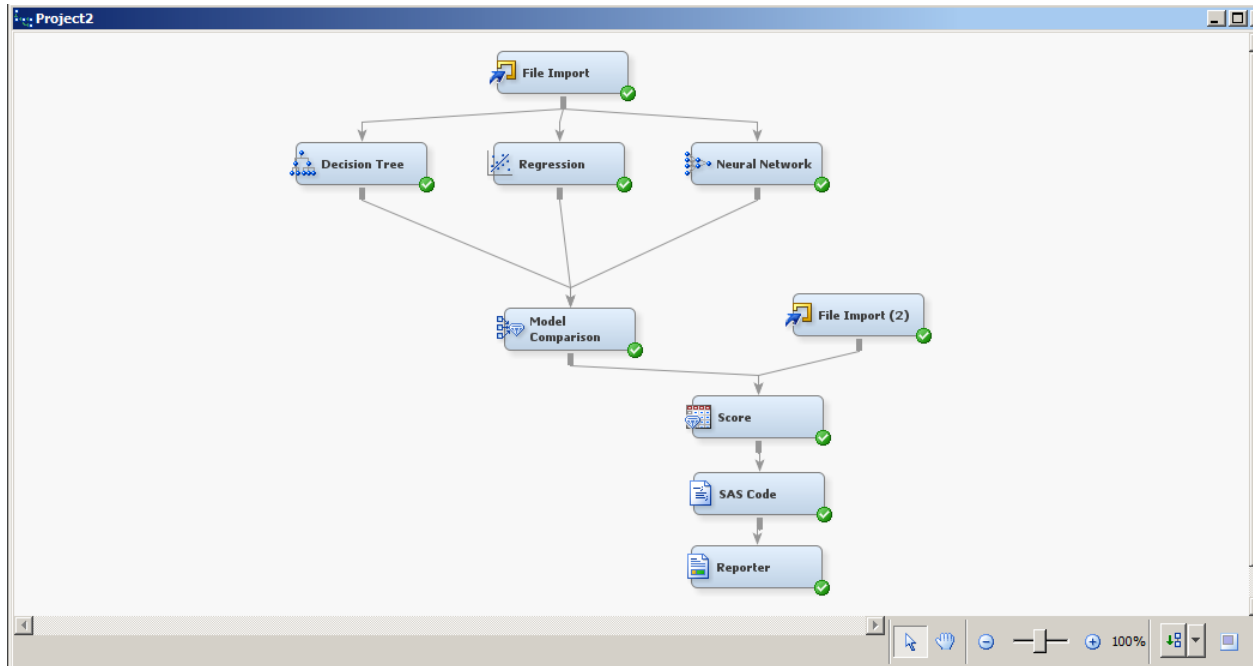 Project2
File Import
Decision Tree
Regression
Neural Network
Model
Comparison
File Import (2)
Score
SAS Code
Reporter
100%